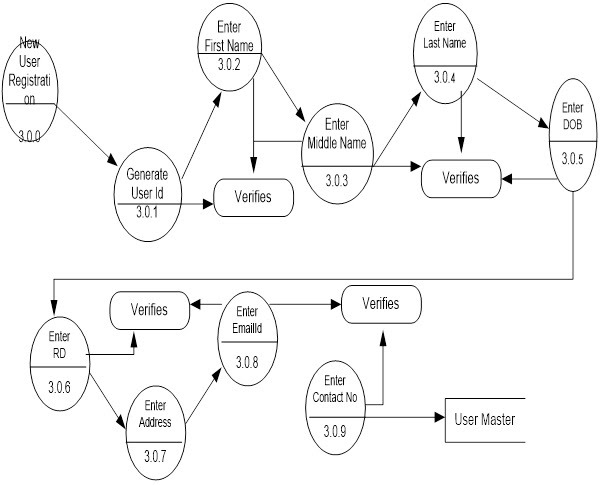 New
User
Registrati
on
3.0.0
Generate
User Id
3.0.1
Enter
First Name
3.0.2
Verifies
Enter
Middle Name
3.0.3
Enter
Last Name
3.0.4
Verifies
Enter
DOB
3.0.5
Enter
RD
3.0.6
Verifies
Enter
Address
3.0.7
Enter
EmailId
3.0.8
Verifies
Enter
Contact No
3.0.9
User Master